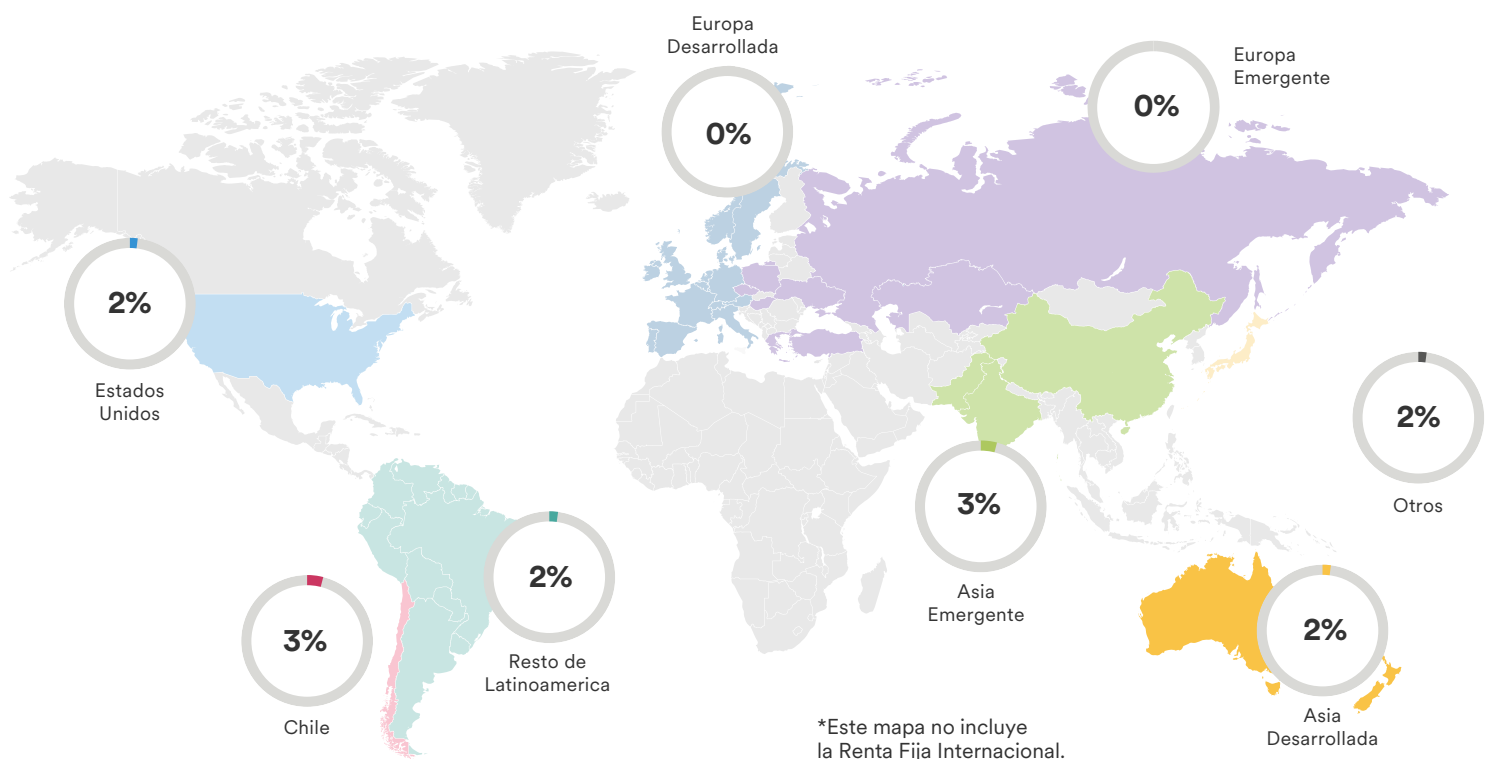 Europa
Desarrollada
0%
Europa
Emergente
0%
2%
Estados
Unidos
2%
Otros
3%
Asia
Emergente
2%
Resto de
Latinoamerica
3%
Chile
2%
Asia
Desarrollada
*Este mapa no incluye
la Renta Fija Internacional.